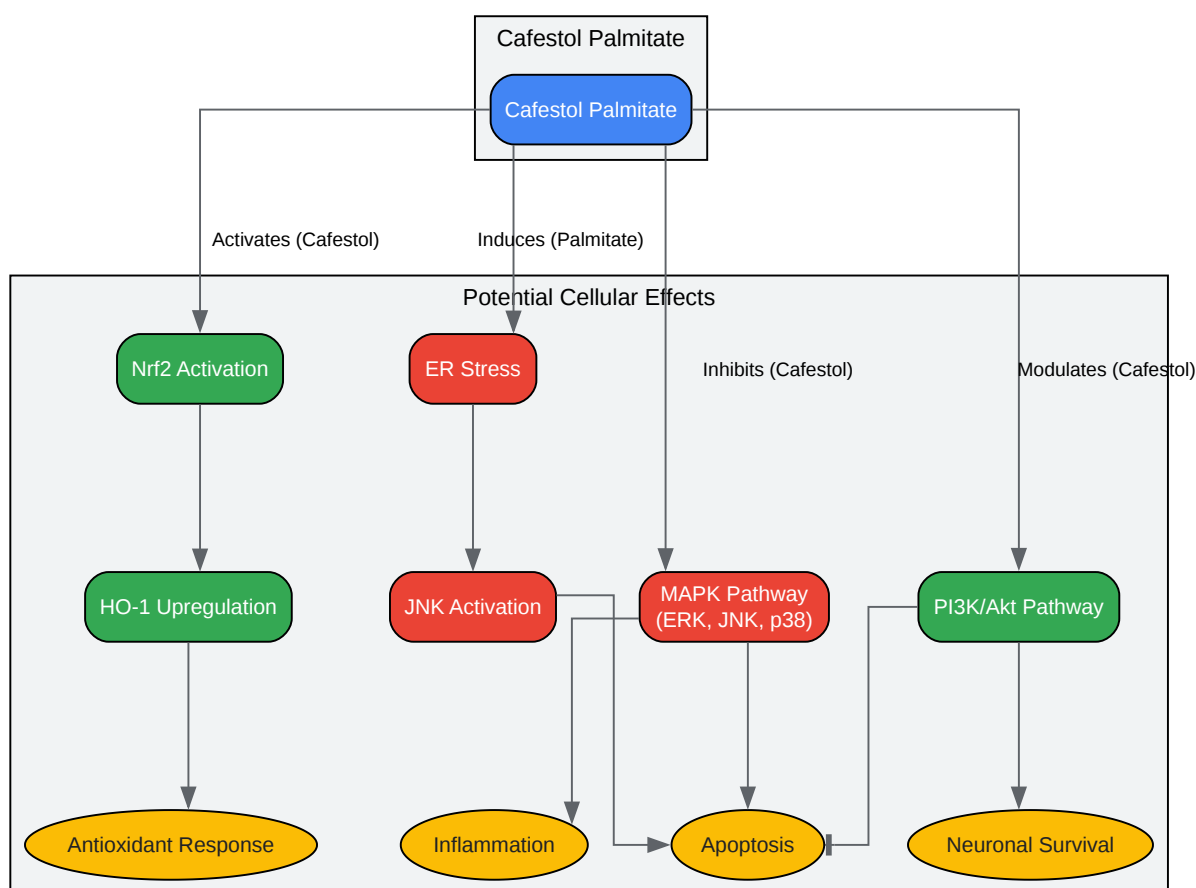 Cafestol Palmitate
Cafestol Palmitate
Activates (Cafestol)
Induces (Palmitate)
Potential Cellular Effects
Nrf2 Activation
ER Stress
Inhibits (Cafestol)
Modulates (Cafestol)
HO-1 Upregulation
JNK Activation
MAPK Pathway
(ERK, JNK, p38)
PI3K/Akt Pathway
Antioxidant Response
Inflammation
Apoptosis
Neuronal Survival